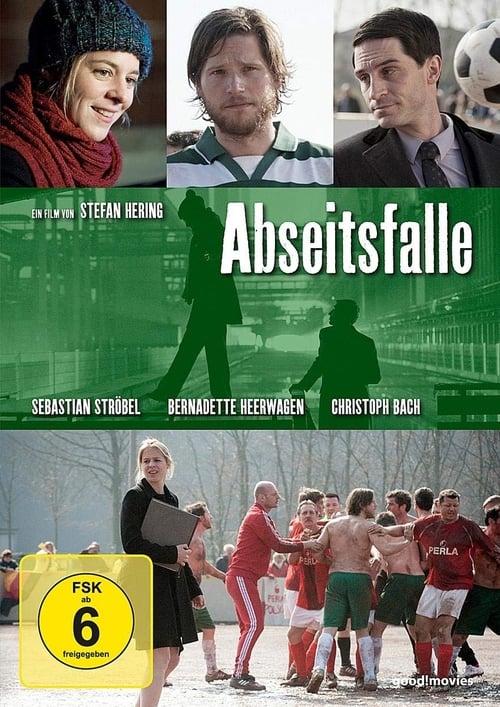 EIN FILM VON STEFAN HERING
Abseitsfalle
SEBASTIAN STRÖBEL BERNADETTE HEERWAGEN CHRISTOPH BACH
PERLA
PERLA
FSK
ab
6
freigegeben
good!movies